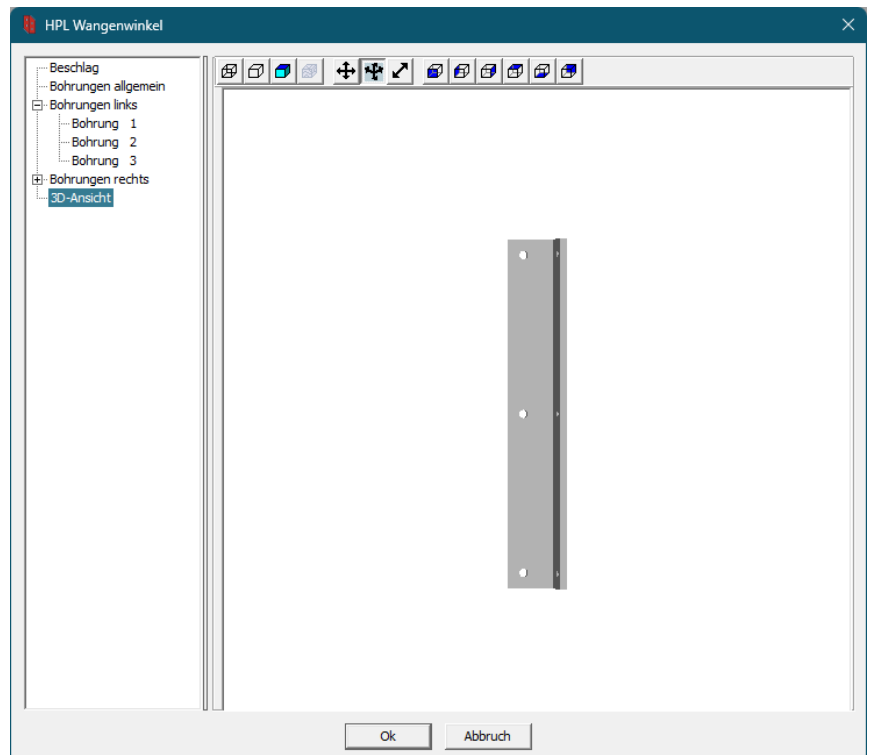 HPL Wangenwinkel
Beschlag
Bohrungen allgemein
Bohrungen links
Bohrung 1
Bohrung 2
Bohrung 3
Bohrungen rechts
3D-Ansicht
Ok
Abbruch